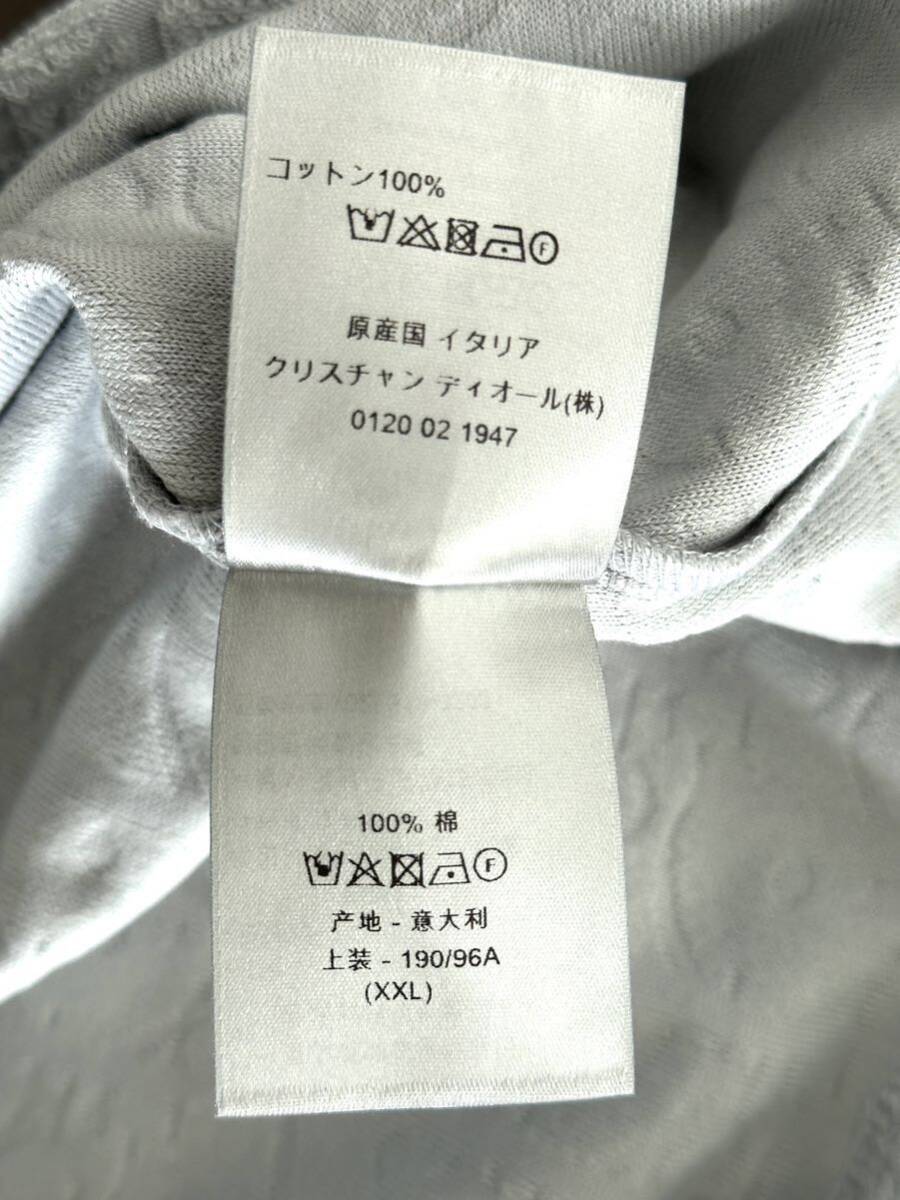 コットン100%
F
原産国 イタリア
クリスチャン ディオール(株)
0120 02 1947
100% 棉
F
产地 - 意大利
上装 - 190/96A
(XXL)